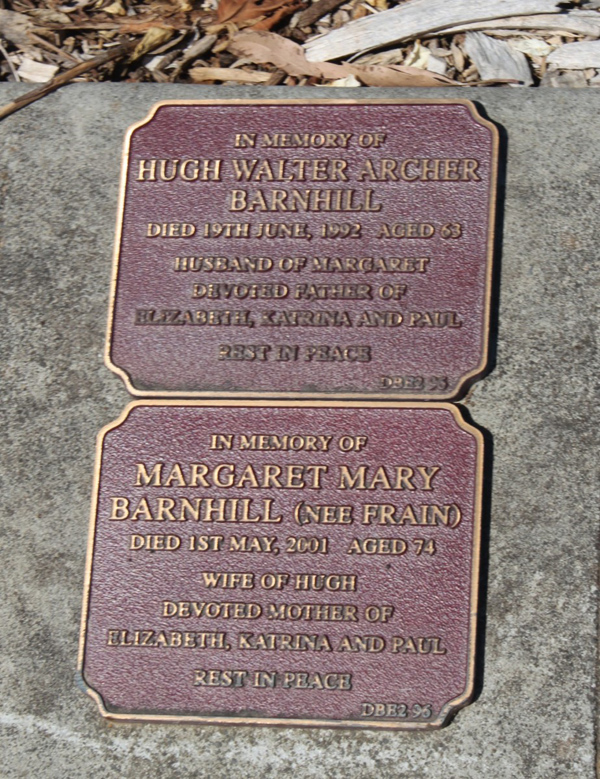 IN MEMORY OF
HUGH WALTER ARCHER
BARNHILL
DIED 19TH JUNE, 1992 AGED 63
HUSBAND OF MARGARET
DEVOTED FATHER OF
ELIZABETH, KATRINA AND PAUL
REST IN PEACE
DBE2 96
IN MEMORY OF
MARGARET MARY
BARNHILL (NEE FRAIN)
DIED 1ST MAY, 2001 AGED 74
WIFE OF HUGH
DEVOTED MOTHER OF
ELIZABETH, KATRINA AND PAUL
REST IN PEACE
DBE2 96